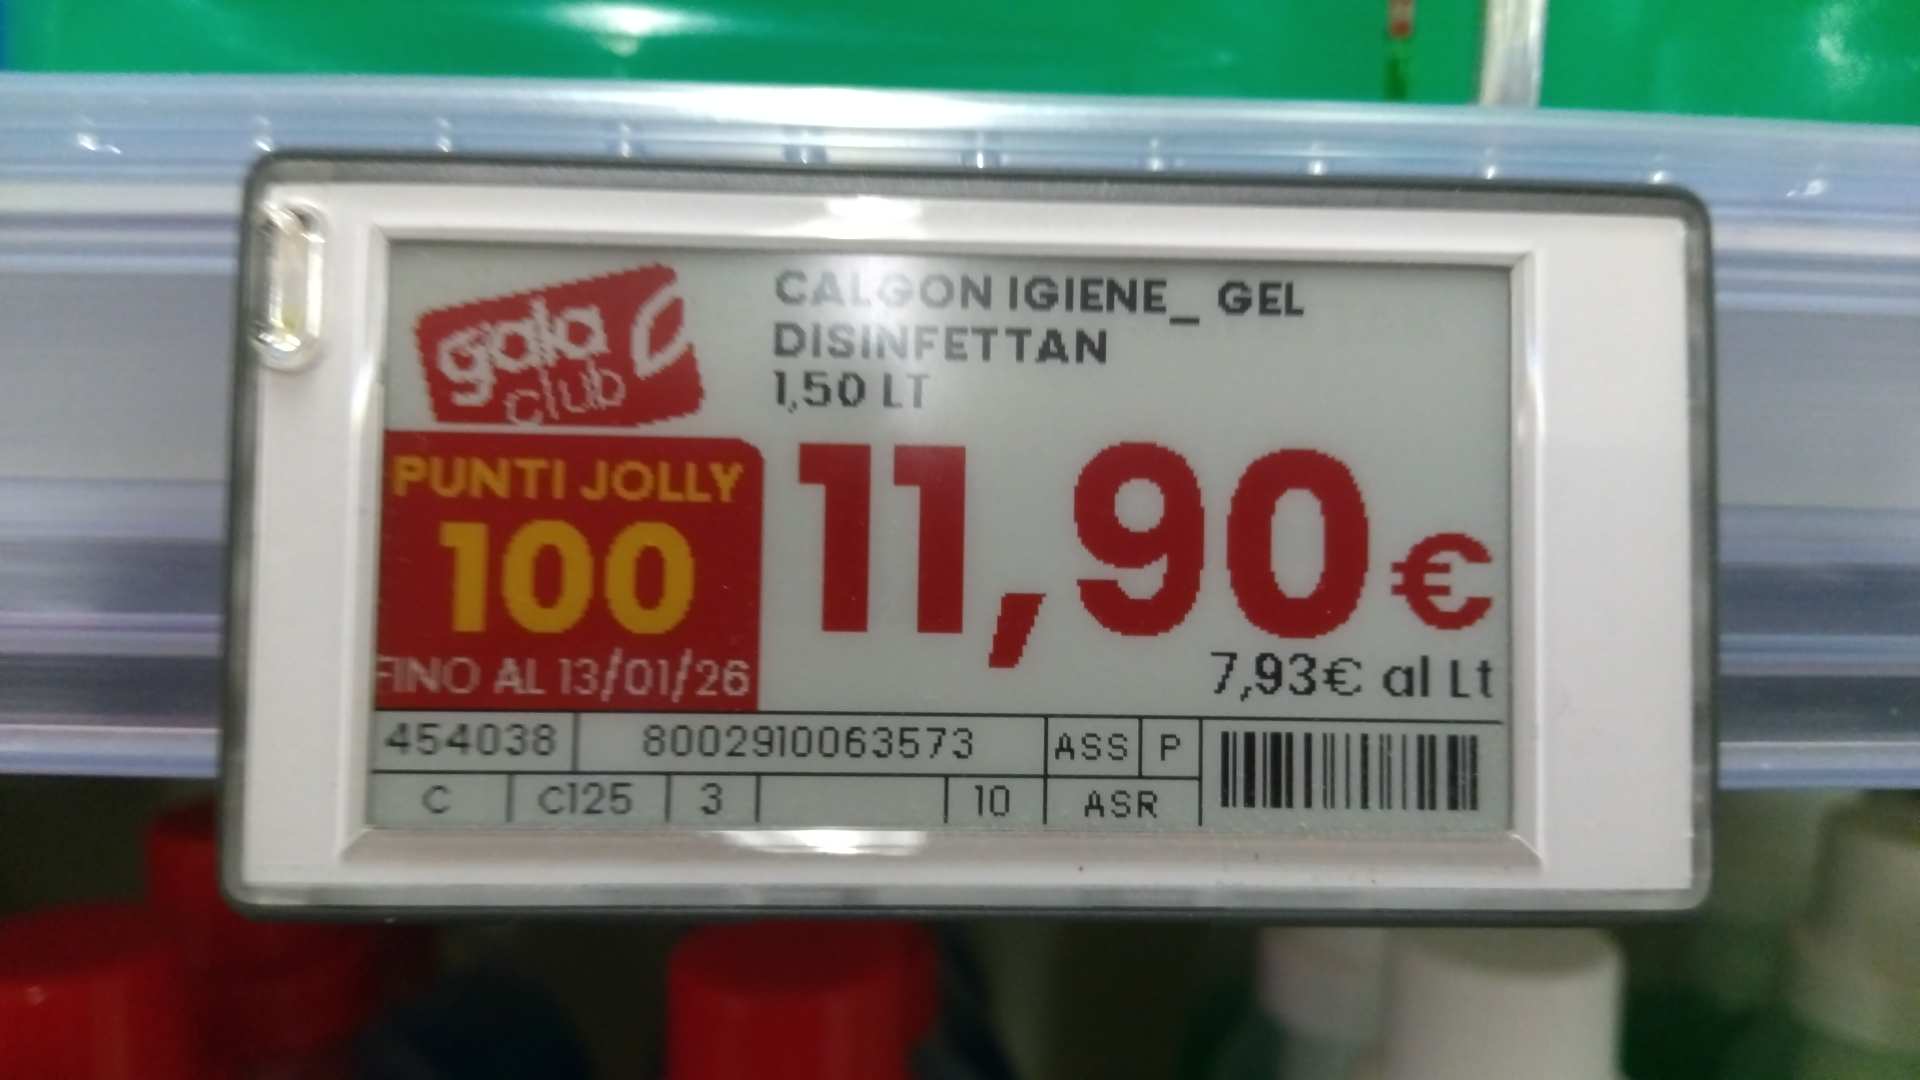 gala
club
CALGON IGIENE_ GEL
DISINFETTAN
1,50 LT
PUNTI JOLLY
100
FINO AL 13/01/26
11,90 €
7,93€ al Lt
454038 8002910063573 ASS P
C C125 3 10 ASR